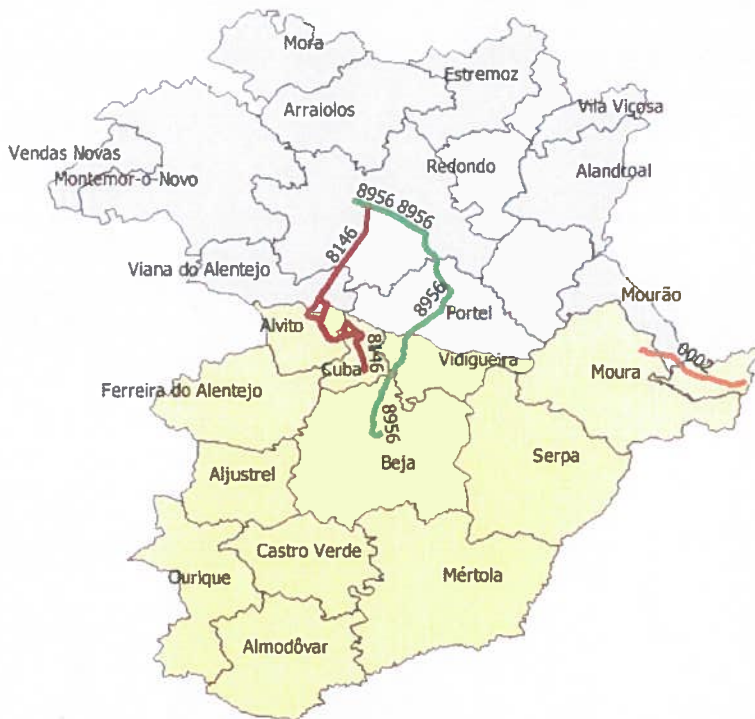 Mora
Estremoz
Arraiolos
Vila Viçosa
Vendas Novas
Redondo
Montemor-o-Novo
Alandroal
8956
8956
8146
Viana do Alentejo
8956
Mourão
Portel
Alvito
0002
8146
Vidigueira
Cuba
Moura
Ferreira do Alentejo
8956
Beja
Serpa
Aljustrel
Castro Verde
Ourique
Mértola
Almodôvar